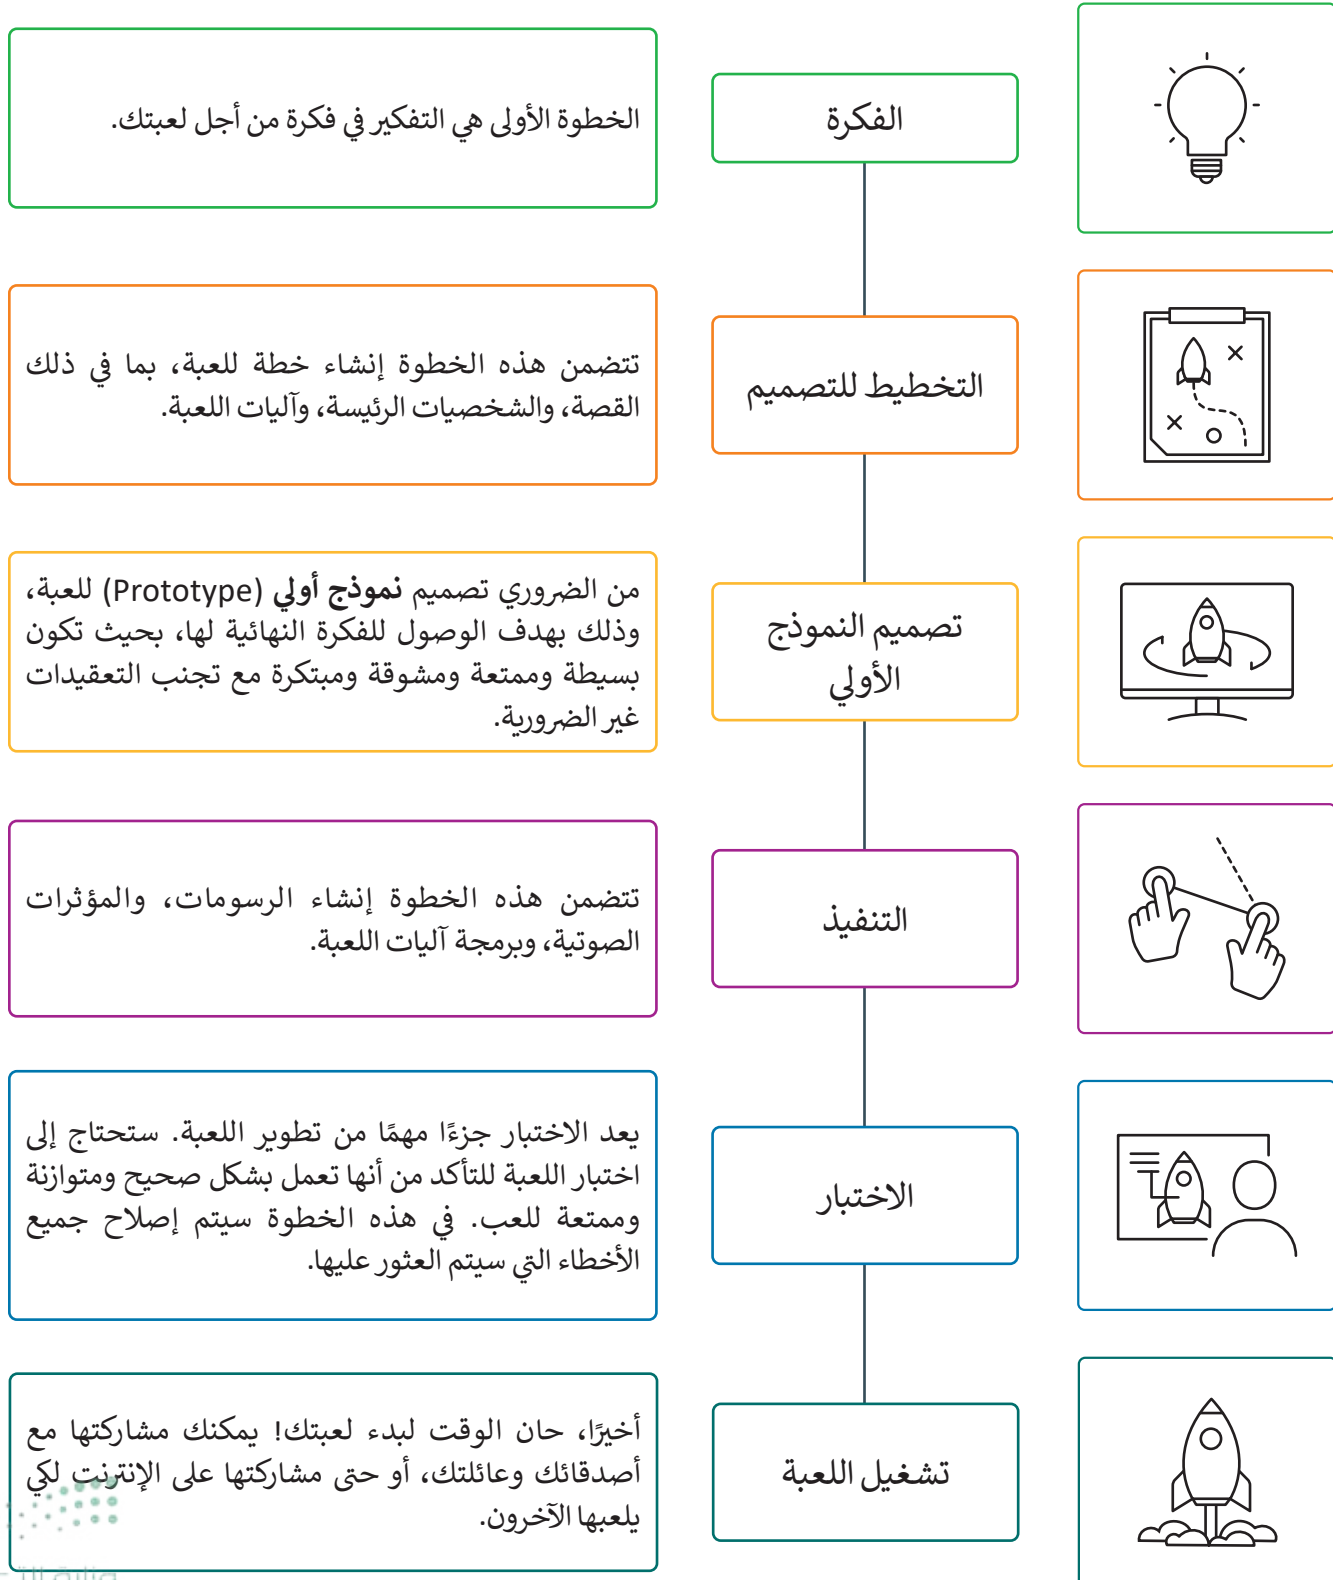 الفكرة
الخطوة الأولى هي التفكير في فكرة من أجل لعبتك.
التخطيط للتصميم
تتضمن هذه الخطوة إنشاء خطة للعبة، بما في ذلك
القصة، والشخصيات الرئيسة، وآليات اللعبة.
تصميم النموذج
الأولي
من الضروري تصميم نموذج أولي (Prototype) للعبة،
وذلك بهدف الوصول للفكرة النهائية لها، بحيث تكون
بسيطة وممتعة ومشوقة ومبتكرة مع تجنب التعقيدات
غير الضرورية.
التنفيذ
تتضمن هذه الخطوة إنشاء الرسومات، والمؤثرات
الصوتية، وبرمجة آليات اللعبة.
الاختبار
يعد الاختبار جزءًا مهمًا من تطوير اللعبة. ستحتاج إلى
اختبار اللعبة للتأكد من أنها تعمل بشكل صحيح ومتوازنة
وممتعة للعب. في هذه الخطوة سيتم إصلاح جميع
الأخطاء التي سيتم العثور عليها.
تشغيل اللعبة
أخيرًا، حان الوقت لبدء لعبتك! يمكنك مشاركتها مع
أصدقائك وعائلتك، أو حتى مشاركتها على الإنترنت لكي
يلعبها الآخرون.